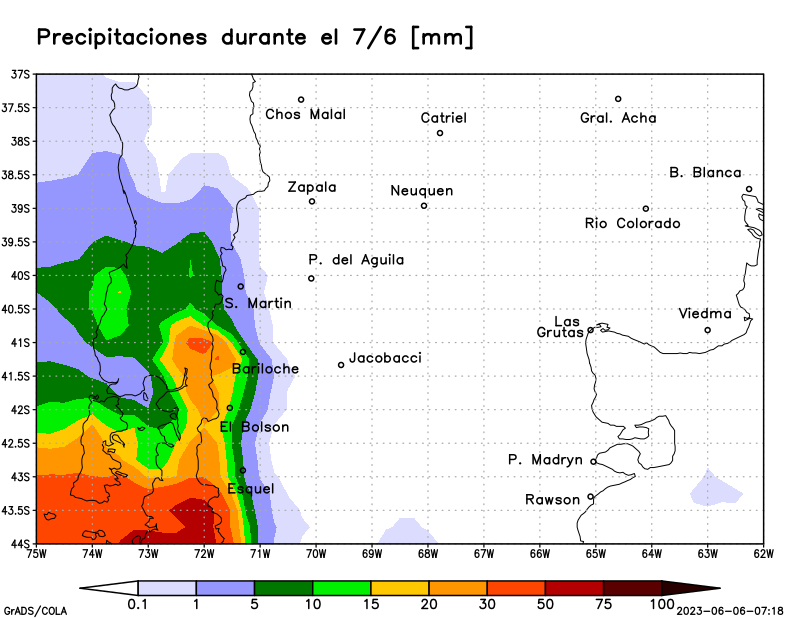 Precipitaciones durante el 7/6 [mm]
37S
37.5S
38S
38.5S
39S
39.5S
40S
40.5S
41S
41.5S
42S
42.5S
43S
43.5S
44S
Chos Malal
Catriel
Gral. Acha
B. Blanca
Zapala
Neuquen
Rio Colorado
P. del Aguila
S. Martin
Viedma
Las
Grutas
Jacobacci
Bariloche
El Bolson
P. Madryn
Esquel
Rawson
75W 74W 73W 72W 71W 70W 69W 68W 67W 66W 65W 64W 63W 62W
0.1 1 5 10 15 20 30 50 75 100
GrADS/COLA
2023-06-06-07:18